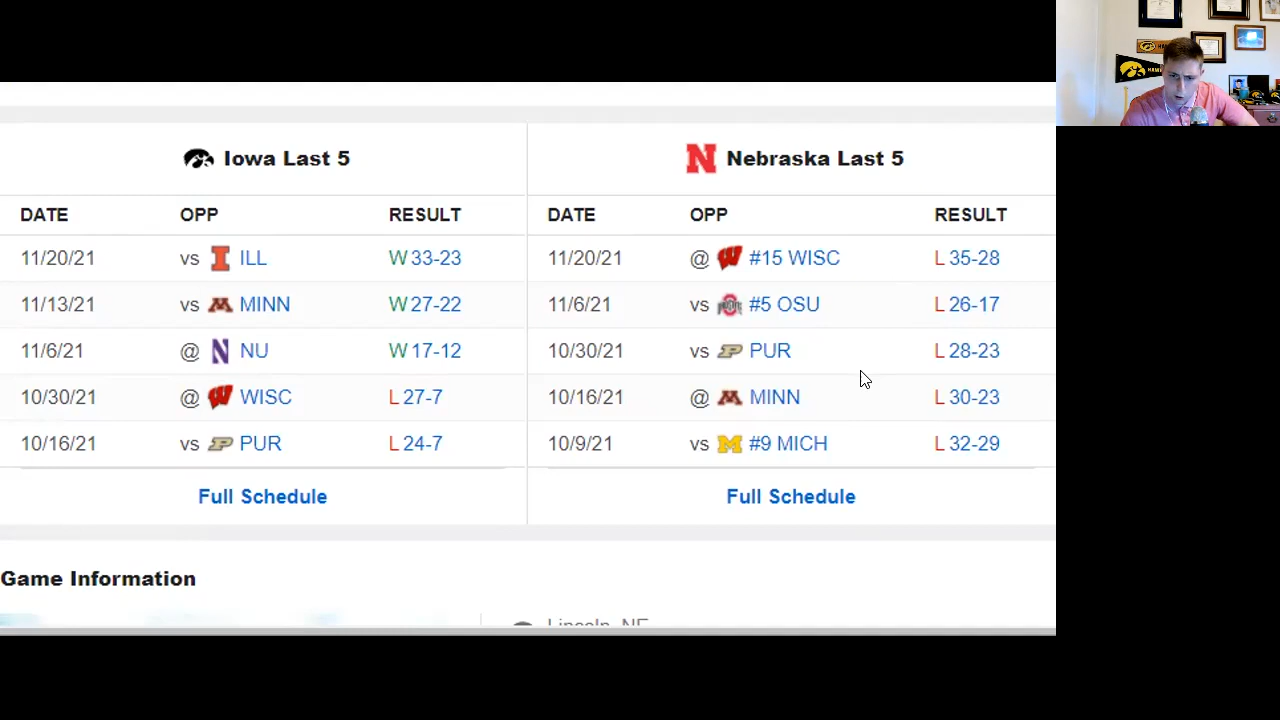 Iowa Last 5
DATE OPP RESULT
11/20/21 vs ILL W 33-23
11/13/21 vs MINN W 27-22
11/6/21 @ NU W 17-12
10/30/21 @ WISC L 27-7
10/16/21 vs PUR L 24-7
Full Schedule
Nebraska Last 5
DATE OPP RESULT
11/20/21 @ #15 WISC L 35-28
11/6/21 vs #5 OSU L 26-17
10/30/21 vs PUR L 28-23
10/16/21 @ MINN L 30-23
10/9/21 vs #9 MICH L 32-29
Full Schedule
Game Information
Lincoln, NE